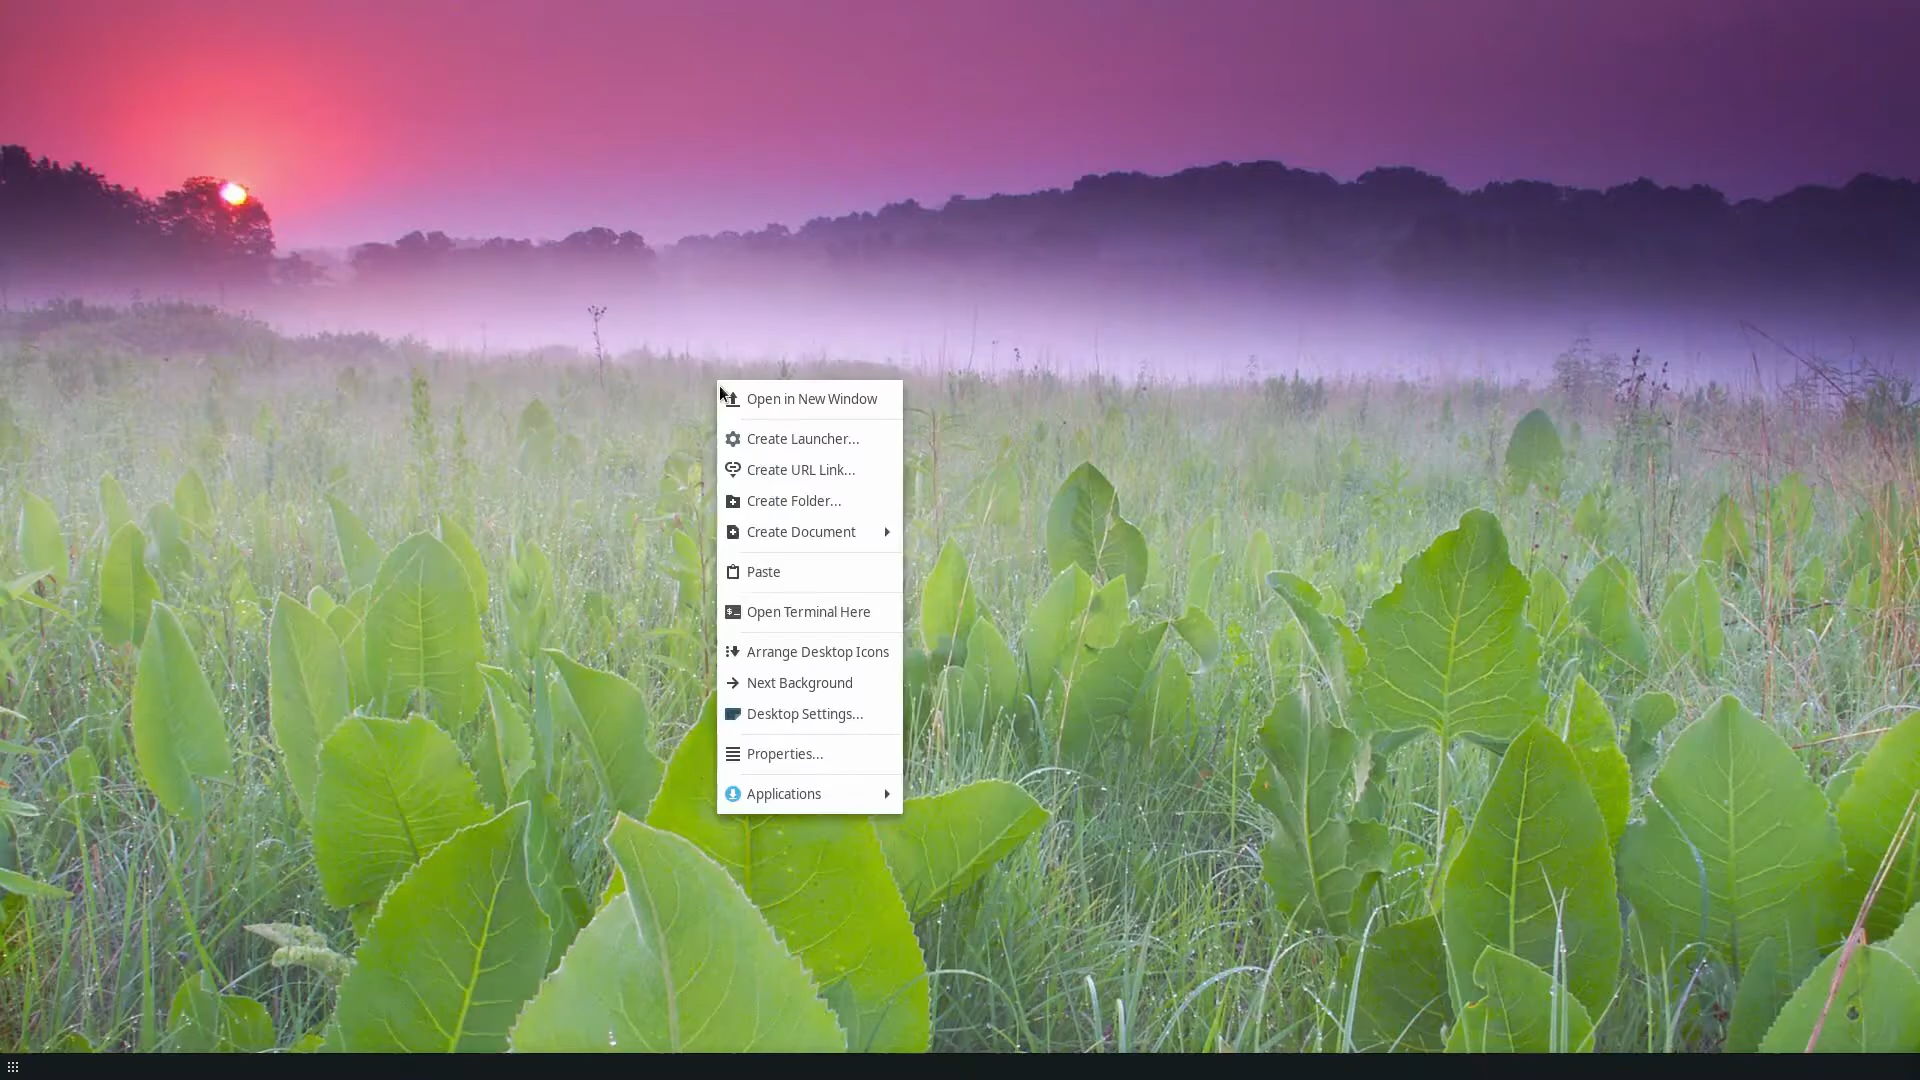 Open in New Window
Create Launcher...
Create URL Link...
Create Folder...
Create Document
Paste
Open Terminal Here
Arrange Desktop Icons
Next Background
Desktop Settings...
Properties...
Applications